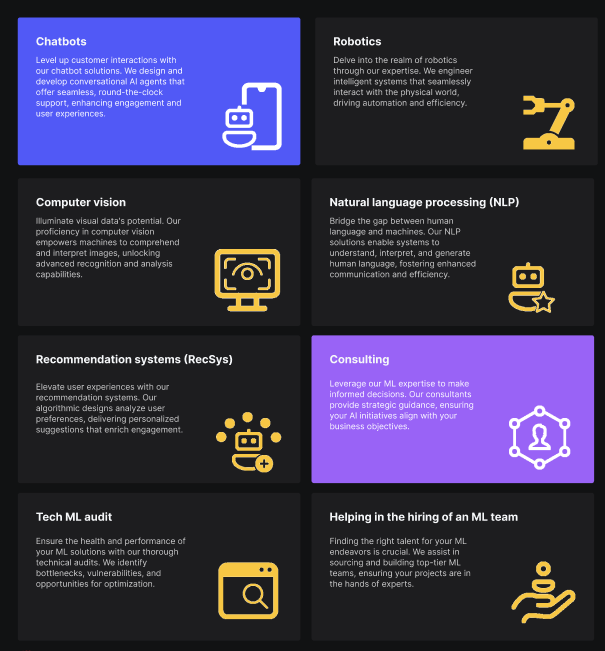 Chatbots
Level up customer interactions with
our chatbot solutions. We design and
develop conversational AI agents that
offer seamless, round-the-clock
support, enhancing engagement and
user experiences.
Robotics
Delve into the realm of robotics
through our expertise. We engineer
intelligent systems that seamlessly
interact with the physical world,
driving automation and efficiency.
Computer vision
Illuminate visual data's potential. Our
proficiency in computer vision
empowers machines to comprehend
and interpret images, unlocking
advanced recognition and analysis
capabilities.
Natural language processing (NLP)
Bridge the gap between human
language and machines. Our NLP
solutions enable systems to
understand, interpret, and generate
human language, fostering enhanced
communication and efficiency.
Recommendation systems (RecSys)
Elevate user experiences with our
recommendation systems. Our
algorithmic designs analyze user
preferences, delivering personalized
suggestions that enrich engagement.
Consulting
Leverage our ML expertise to make
informed decisions. Our consultants
provide strategic guidance, ensuring
your AI initiatives align with your
business objectives.
Tech ML audit
Ensure the health and performance of
your ML solutions with our thorough
technical audits. We identify
bottlenecks, vulnerabilities, and
opportunities for optimization.
Helping in the hiring of an ML team
Finding the right talent for your ML
endeavors is crucial. We assist in
sourcing and building top-tier ML
teams, ensuring your projects are in
the hands of experts.